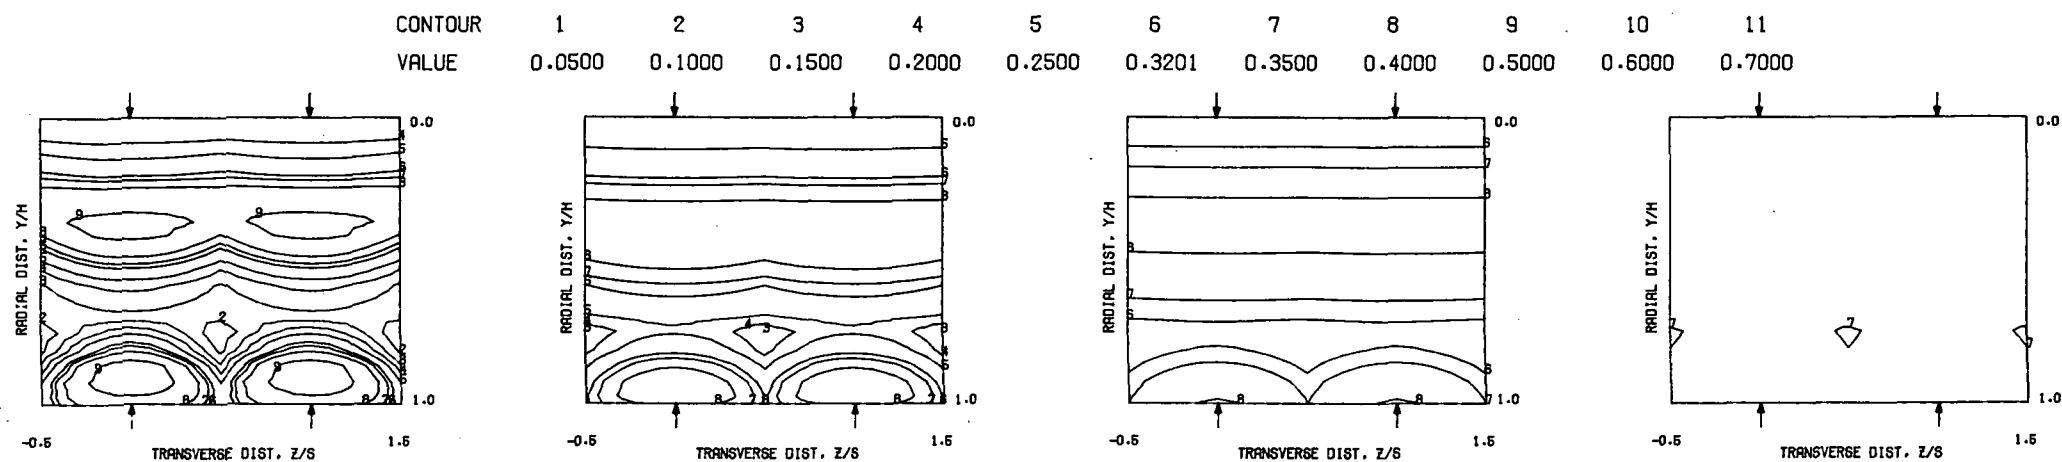 CONTOUR 1 2 3 4 5 6 7 8 9 10 11
VALUE 0.0500 0.1000 0.1500 0.2000 0.2500 0.3201 0.3500 0.4000 0.5000 0.6000 0.7000
0.0 0.0 0.0 0.0
RADIAL DIST. Y/H RADIAL DIST. Y/H RADIAL DIST. Y/H RADIAL DIST. Y/H
1.0 1.0 1.0 1.0
-0.5 1.5 -0.5 1.5 -0.5 1.5 -0.5 1.5
TRANSVERSE DIST. Z/S TRANSVERSE DIST. Z/S TRANSVERSE DIST. Z/S TRANSVERSE DIST. Z/S